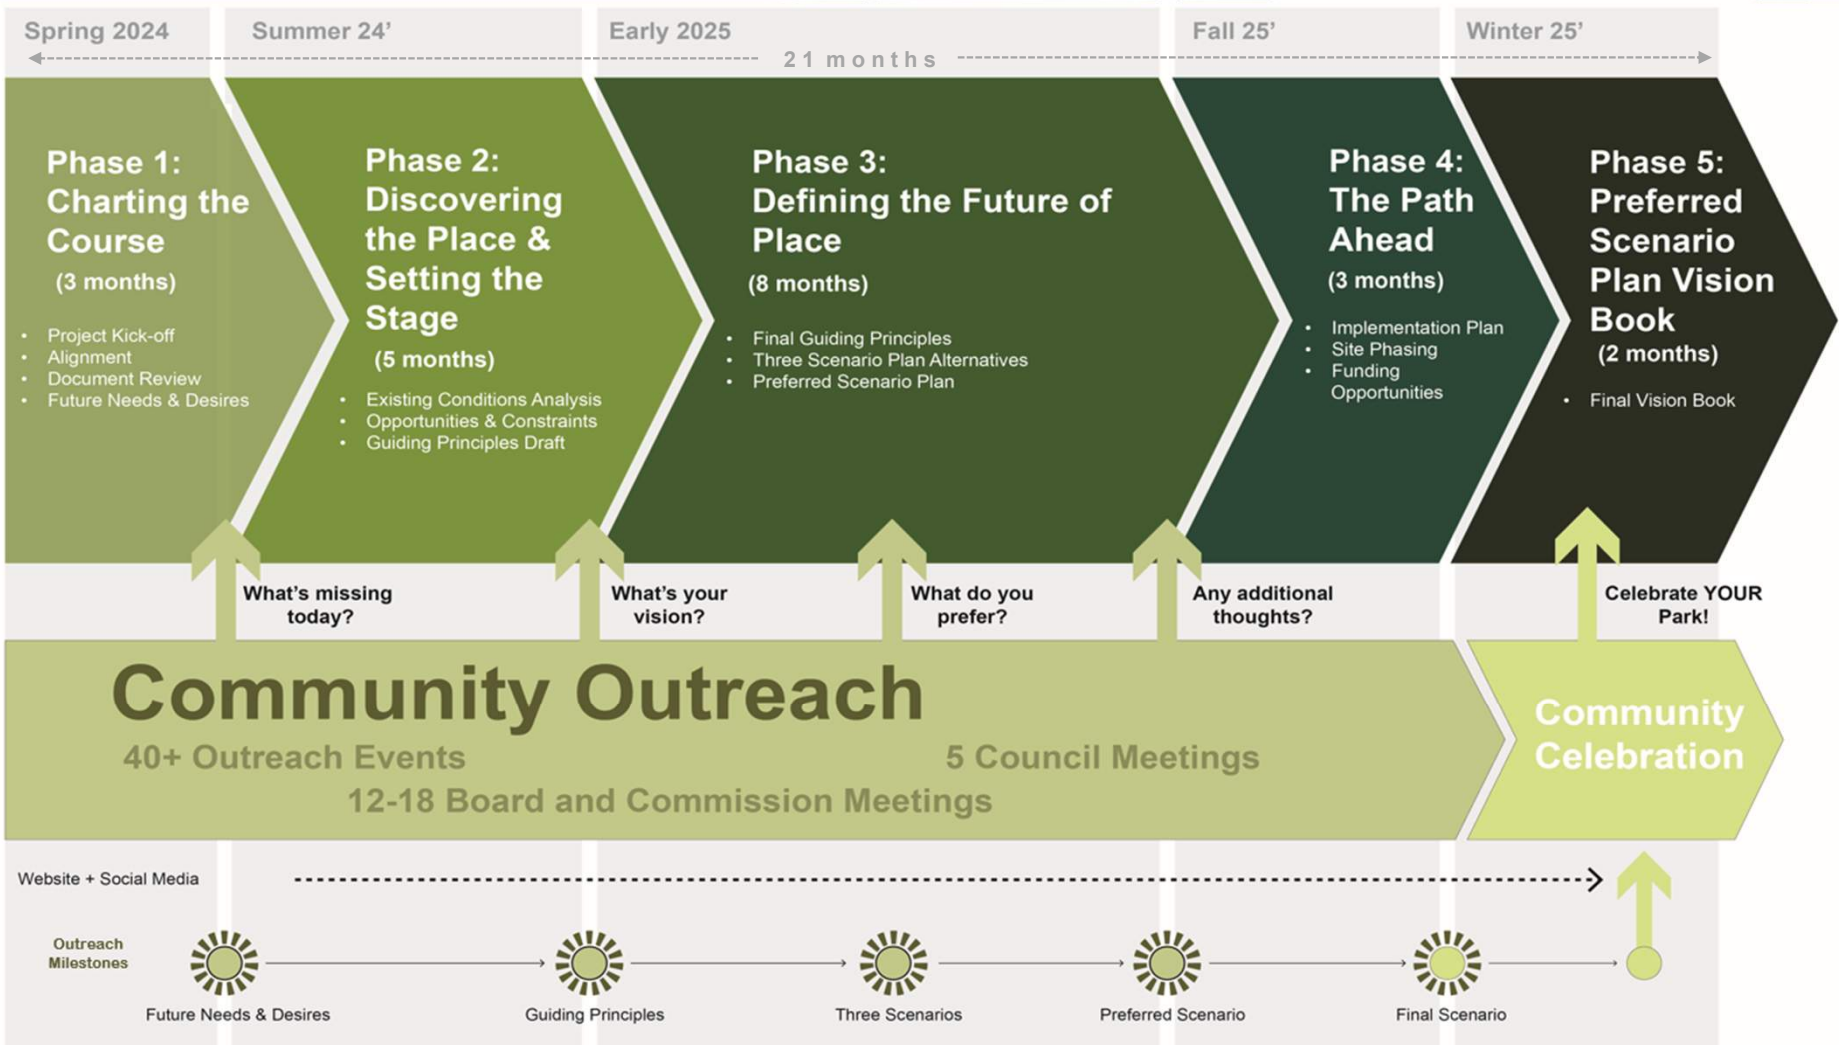 Spring 2024
Summer 24’
Early 2025
Fall 25’
Winter 25’
21 months
Phase 1:
Charting the
Course
(3 months)
• Project Kick-off
• Alignment
• Document Review
• Future Needs & Desires
Phase 2:
Discovering
the Place &
Setting the
Stage
(5 months)
• Existing Conditions Analysis
• Opportunities & Constraints
• Guiding Principles Draft
Phase 3:
Defining the Future of
Place
(8 months)
• Final Guiding Principles
• Three Scenario Plan Alternatives
• Preferred Scenario Plan
Phase 4:
The Path
Ahead
(3 months)
• Implementation Plan
• Site Phasing
• Funding
Opportunities
Phase 5:
Preferred
Scenario
Plan Vision
Book
(2 months)
• Final Vision Book
What’s missing
today?
What’s your
vision?
What do you
prefer?
Any additional
thoughts?
Celebrate YOUR
Park!
Community Outreach
40+ Outreach Events
5 Council Meetings
12-18 Board and Commission Meetings
Community
Celebration
Website + Social Media
Outreach
Milestones
Future Needs & Desires
Guiding Principles
Three Scenarios
Preferred Scenario
Final Scenario